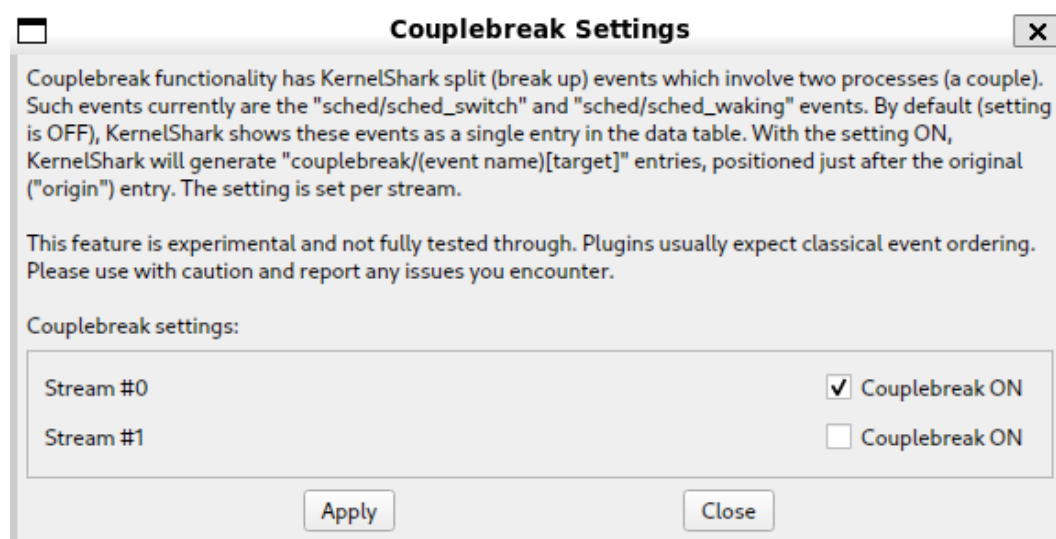 Couplebreak Settings
Couplebreak functionality has KernelShark split (break up) events which involve two processes (a couple).
Such events currently are the "sched/sched_switch" and "sched/sched_waking" events. By default (setting
is OFF), KernelShark shows these events as a single entry in the data table. With the setting ON,
KernelShark will generate "couplebreak/(event name)[target]" entries, positioned just after the original
("origin") entry. The setting is set per stream.
This feature is experimental and not fully tested through. Plugins usually expect classical event ordering.
Please use with caution and report any issues you encounter.
Couplebreak settings:
Stream #0 Couplebreak ON
Stream #1 Couplebreak ON
Apply Close